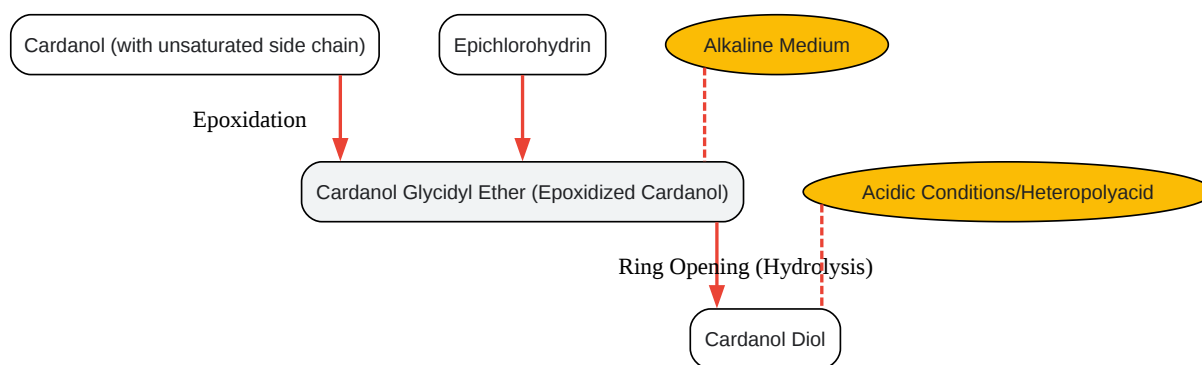 Cardanol (with unsaturated side chain)
Epichlorohydrin
Alkaline Medium
Epoxidation
Cardanol Glycidyl Ether (Epoxidized Cardanol)
Acidic Conditions/Heteropolyacid
Ring Opening (Hydrolysis)
Cardanol Diol